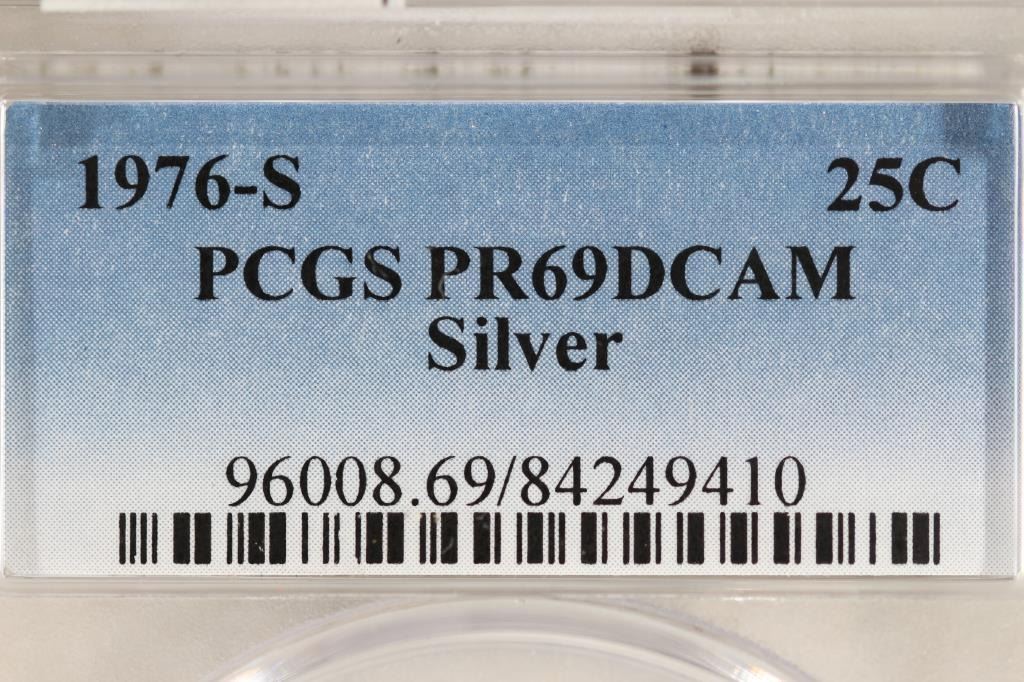 1976-S 25C
PCGS PR69DCAM
Silver
96008.69/84249410